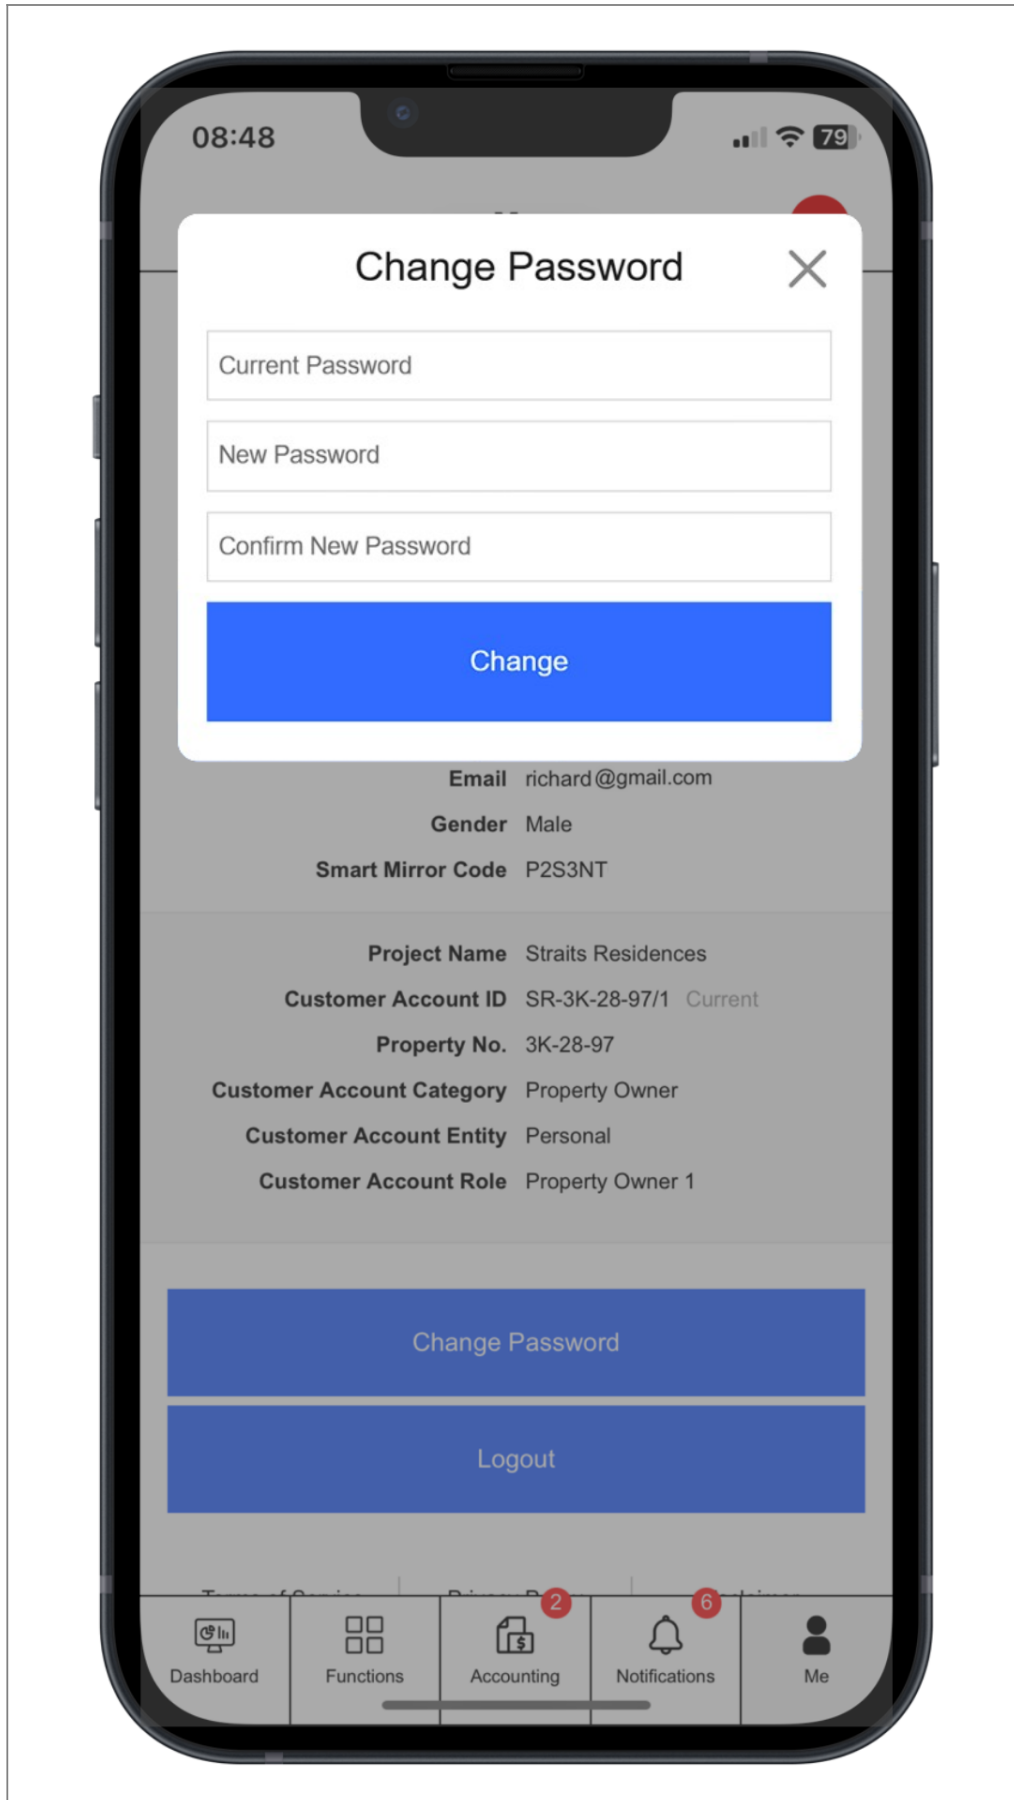 08:48
79
Change Password
Current Password
New Password
Confirm New Password
Change
Email richard@gmail.com
Gender Male
Smart Mirror Code P2S3NT
Project Name Straits Residences
Customer Account ID SR-3K-28-97/1 Current
Property No. 3K-28-97
Customer Account Category Property Owner
Customer Account Entity Personal
Customer Account Role Property Owner 1
Change Password
Logout
2 6
Dashboard Functions Accounting Notifications Me